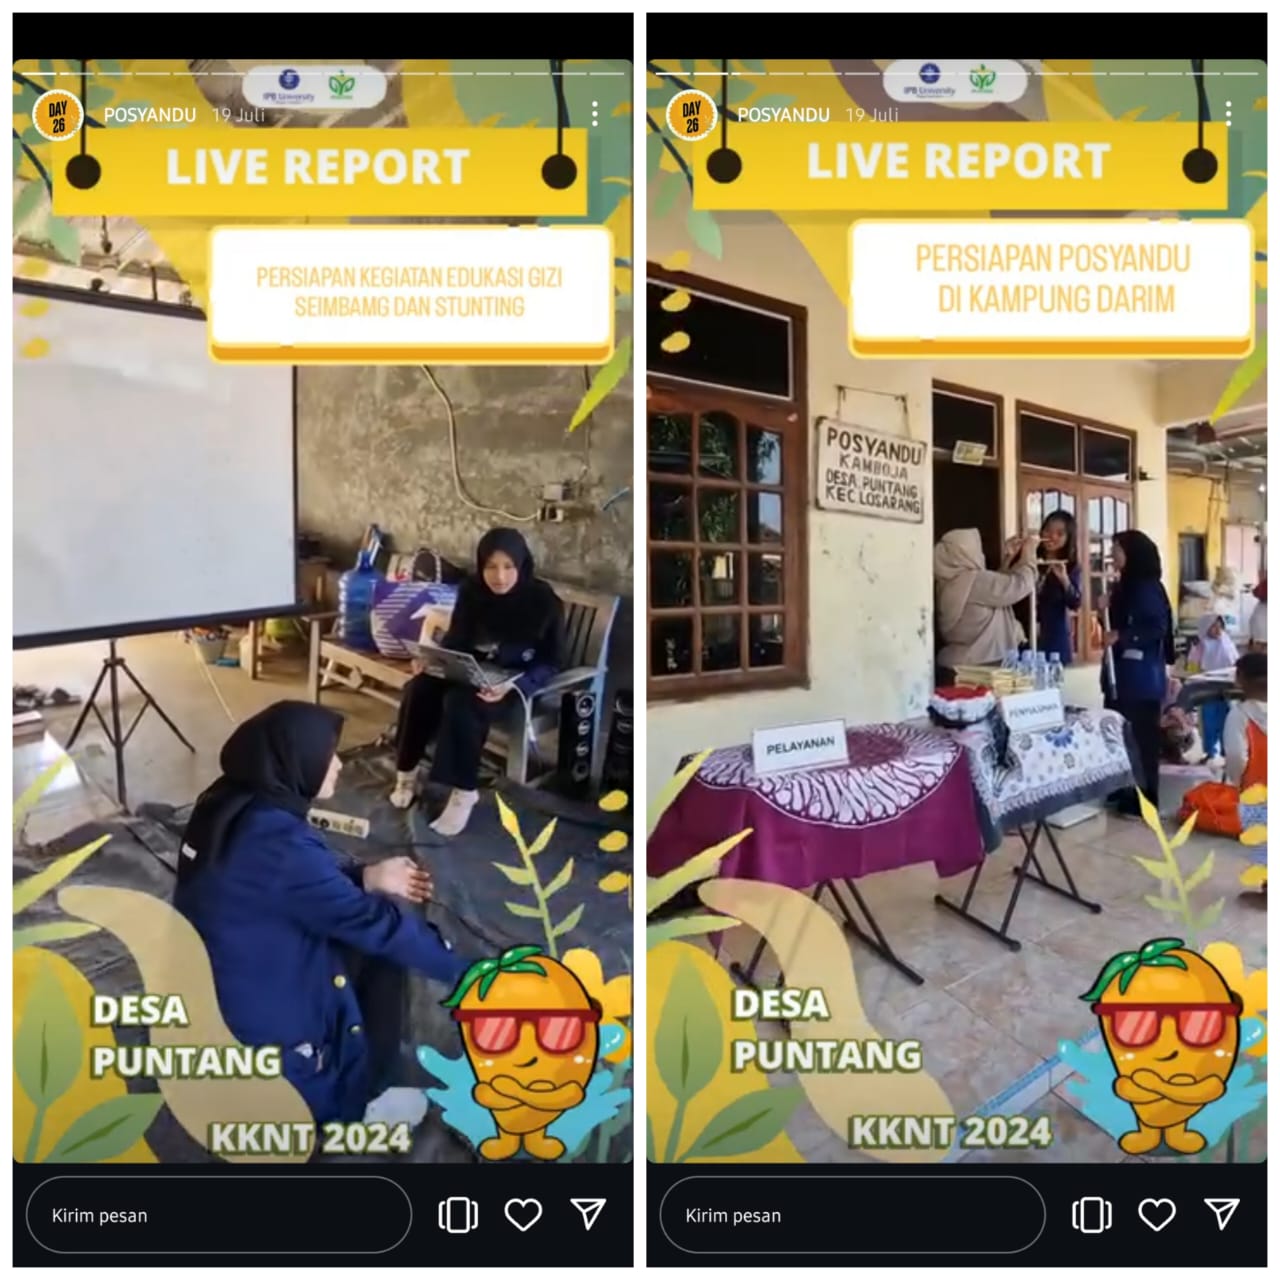 IPB University
DAY
26
POSYANDU 19 Juli
LIVE REPORT
PERSIAPAN KEGIATAN EDUKASI GIZI
SEIMBAMG DAN STUNTING
DESA
PUNTANG
KKNT 2024
Kirim pesan
IPB University
DAY
26
POSYANDU 19 Juli
LIVE REPORT
PERSIAPAN POSYANDU
DI KAMPUNG DARIM
POSYANDU
KAMBOJA
DESA. PUNTANG
KEC. LOSARANG
PELAYANAN
PENYULUHAN
DESA
PUNTANG
KKNT 2024
Kirim pesan